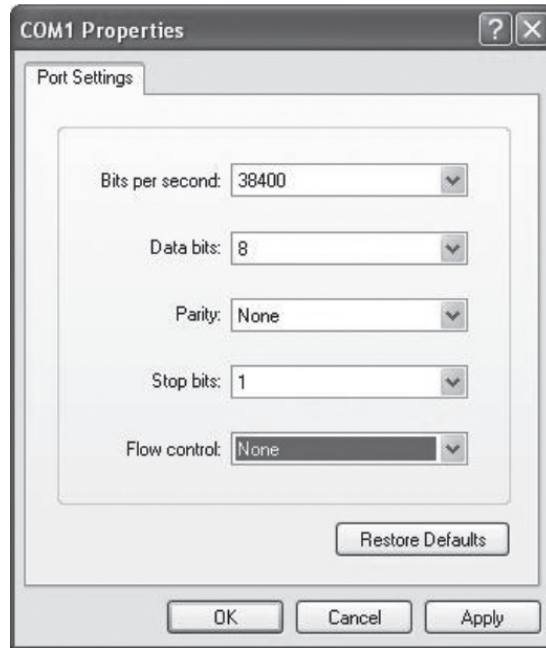 COM1 Properties
Port Settings
Bits per second: 38400
Data bits: 8
Parity: None
Stop bits: 1
Flow control: None
Restore Defaults
OK Cancel Apply